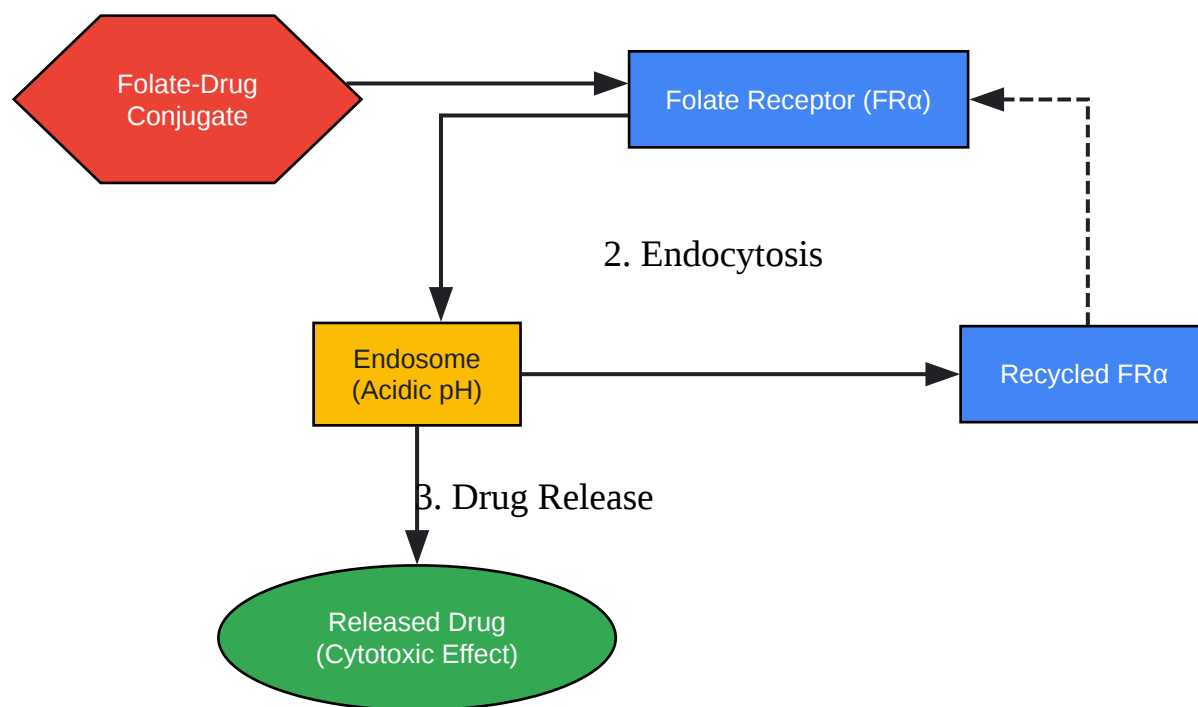 Folate-Drug
Conjugate
Folate Receptor (FRα)
2. Endocytosis
Endosome
(Acidic pH)
Recycled FRα
3. Drug Release
Released Drug
(Cytotoxic Effect)